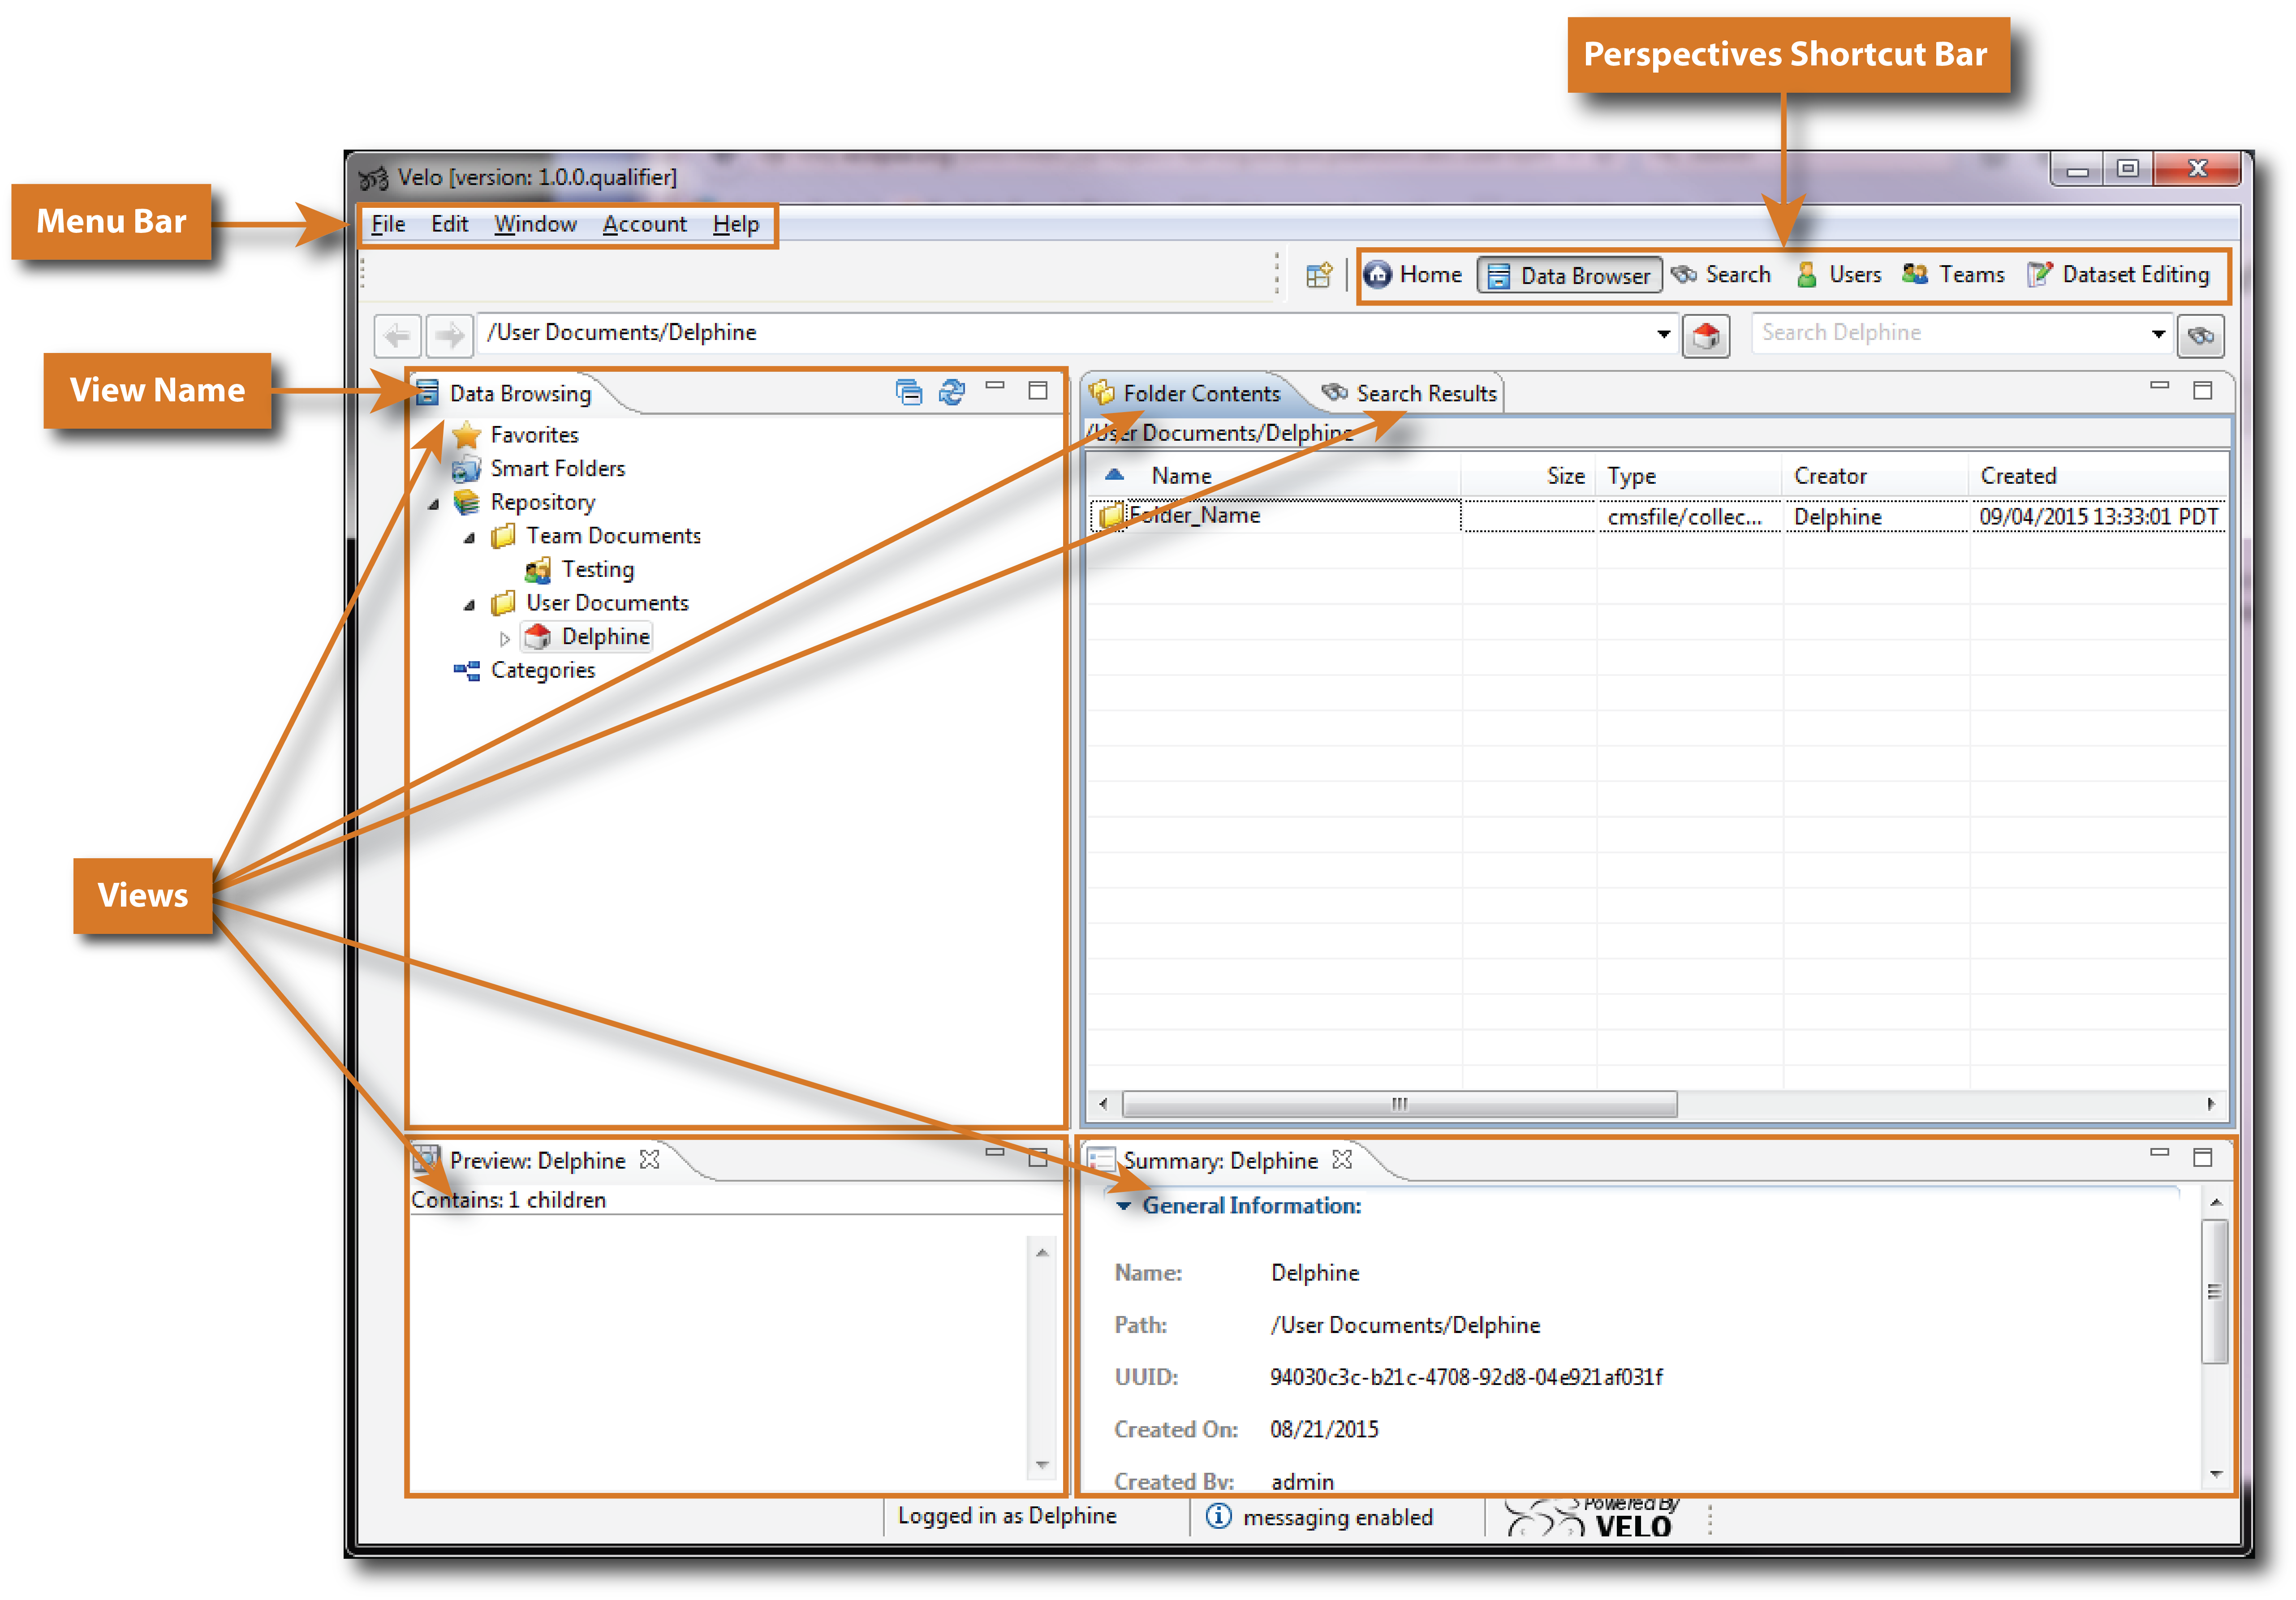 Perspectives Shortcut Bar
Velo [version: 1.0.0.qualifier]
Menu Bar
File Edit Window Account Help
Home Data Browser Search Users Teams Dataset Editing
/User Documents/Delphine
Search Delphine
View Name
Data Browsing
Favorites
Smart Folders
Repository
Team Documents
Testing
User Documents
Delphine
Categories
Folder Contents Search Results
/User Documents/Delphine
Name Size Type Creator Created
Folder_Name cmsfile/collec... Delphine 09/04/2015 13:33:01 PDT
Views
Preview: Delphine
Contains: 1 children
Summary: Delphine
General Information:
Name: Delphine
Path: /User Documents/Delphine
UUID: 94030c3c-b21c-4708-92d8-04e921af031f
Created On: 08/21/2015
Created By: admin
Logged in as Delphine messaging enabled Powered By
VELO